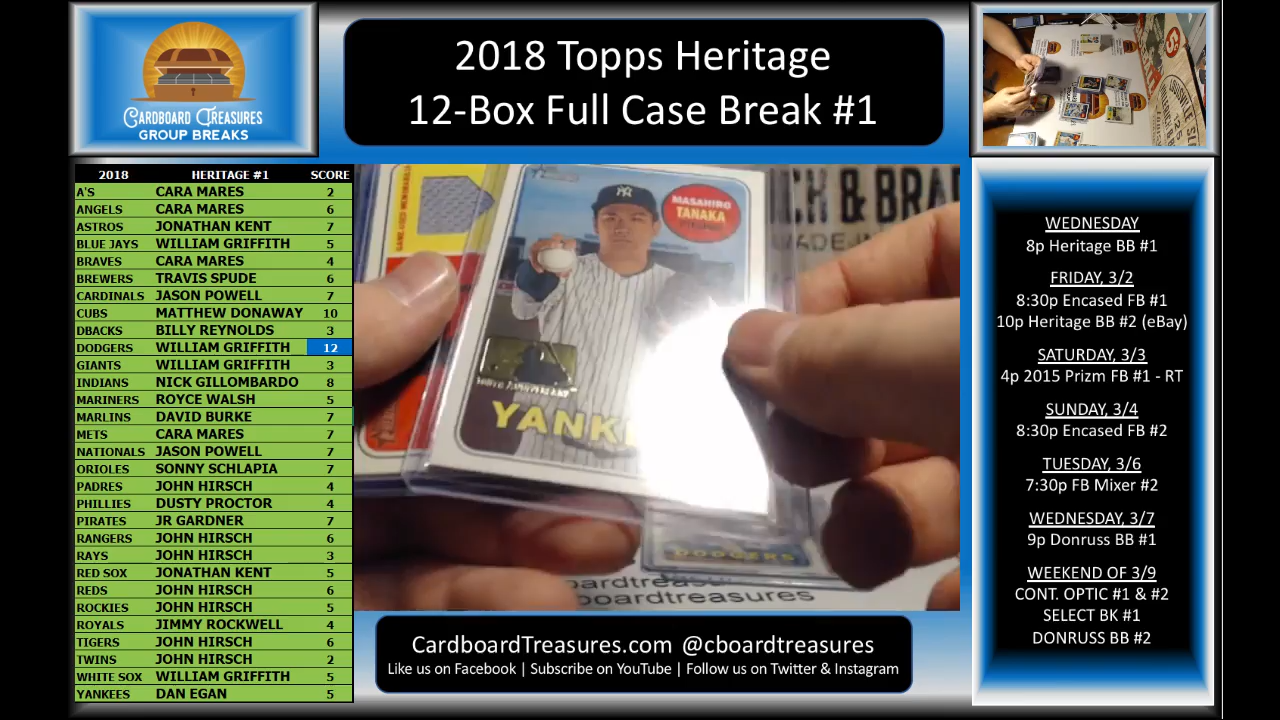 CARDBOARD TREASURES
GROUP BREAKS
2018 Topps Heritage
12-Box Full Case Break #1
2018 HERITAGE #1 SCORE
A'S CARA MARES 2
ANGELS CARA MARES 6
ASTROS JONATHAN KENT 7
BLUE JAYS WILLIAM GRIFFITH 5
BRAVES CARA MARES 4
BREWERS TRAVIS SPUDE 6
CARDINALS JASON POWELL 7
CUBS MATTHEW DONAWAY 10
DBACKS BILLY REYNOLDS 3
DODGERS WILLIAM GRIFFITH 12
GIANTS WILLIAM GRIFFITH 3
INDIANS NICK GILLOMBARDO 8
MARINERS ROYCE WALSH 5
MARLINS DAVID BURKE 7
METS CARA MARES 7
NATIONALS JASON POWELL 7
ORIOLES SONNY SCHLAPIA 7
PADRES JOHN HIRSCH 4
PHILLIES DUSTY PROCTOR 4
PIRATES JR GARDNER 7
RANGERS JOHN HIRSCH 6
RAYS JOHN HIRSCH 3
RED SOX JONATHAN KENT 5
REDS JOHN HIRSCH 6
ROCKIES JOHN HIRSCH 5
ROYALS JIMMY ROCKWELL 4
TIGERS JOHN HIRSCH 6
TWINS JOHN HIRSCH 2
WHITE SOX WILLIAM GRIFFITH 5
YANKEES DAN EGAN 5
MASAHIRO
TANAKA
YANK
CH & BRA
DODGERS
cardtreasures
boardtreasures
CardboardTreasures.com @cboardtreasures
Like us on Facebook | Subscribe on YouTube | Follow us on Twitter & Instagram
WEDNESDAY
8p Heritage BB #1
FRIDAY, 3/2
8:30p Encased FB #1
10p Heritage BB #2 (eBay)
SATURDAY, 3/3
4p 2015 Prizm FB #1 - RT
SUNDAY, 3/4
8:30p Encased FB #2
TUESDAY, 3/6
7:30p FB Mixer #2
WEDNESDAY, 3/7
9p Donruss BB #1
WEEKEND OF 3/9
CONT. OPTIC #1 & #2
SELECT BK #1
DONRUSS BB #2